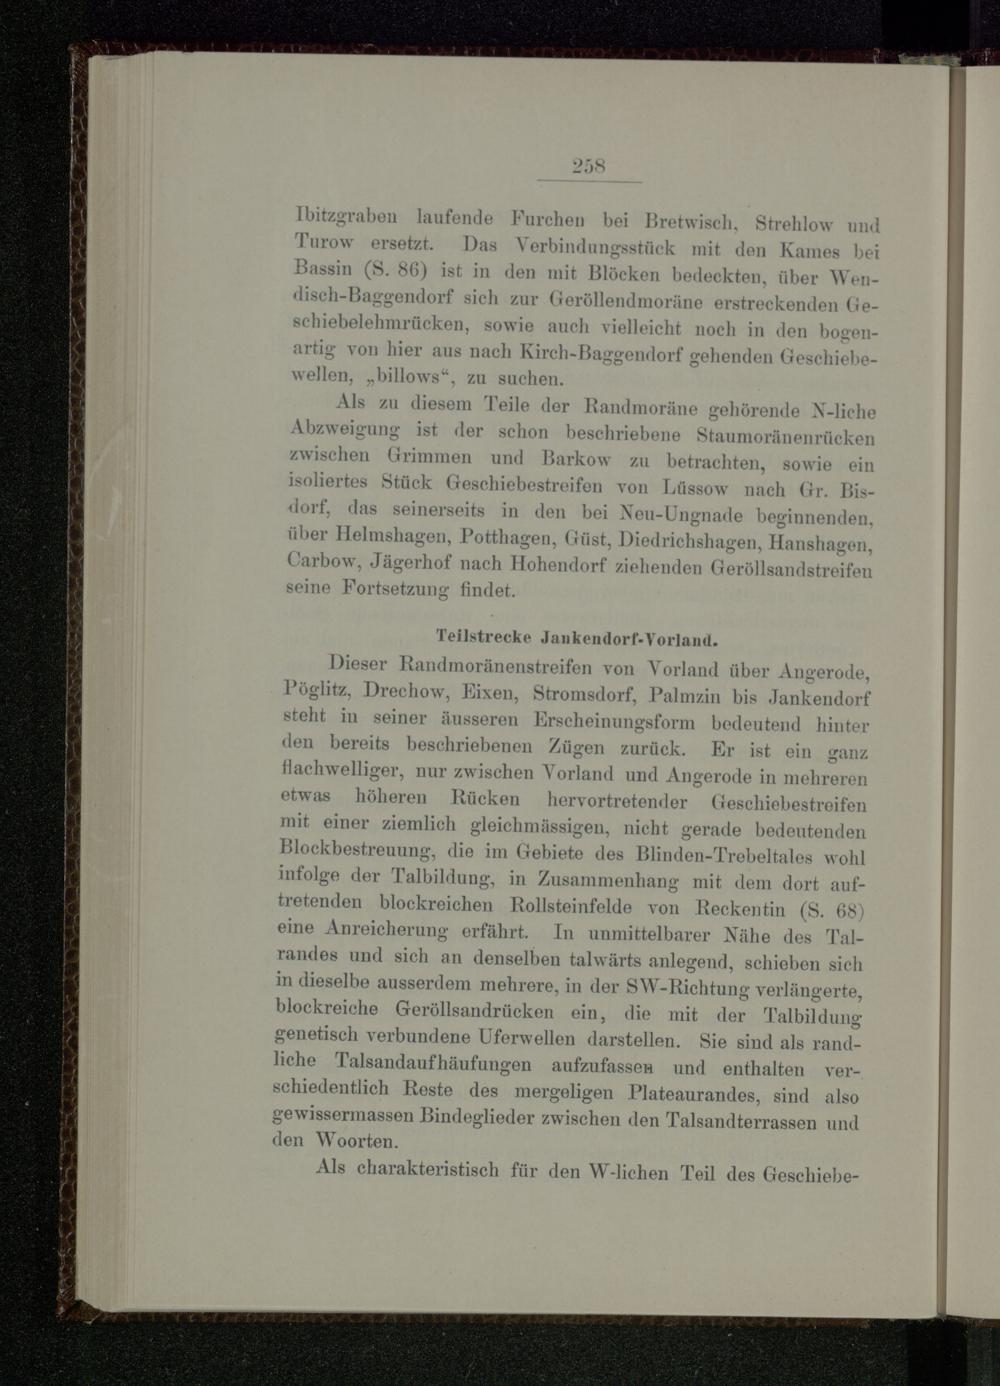 258
Ibitzgraben laufende Furchen bei Bretwisch, Strehlow und
Turow ersetzt. Das Verbindungsstück mit den Kames bei
Bassin (S. 86) ist in den mit Blöcken bedeckten, über Wen-
disch-Baggendorf sich zur Geröllendmoräne erstreckenden Ge-
schiebelehmrücken, sowie auch vielleicht noch in den bogen-
artig von hier aus nach Kirch-Baggendorf gehenden Geschiebe-
wellen, „billows“, zu suchen.
Als zu diesem Teile der Randmoräne gehörende N-liche
Abzweigung ist der schon beschriebene Staumoränenrücken
zwischen Grimmen und Barkow zu betrachten, sowie ein
isoliertes Stück Geschiebestreifen von Lüssow nach Gr. Bis-
dorf, das seinerseits in den bei Neu-Ungnade beginnenden,
über Helmshagen, Potthagen, Güst, Diedrichshagen, Hanshagen,
Carbow, Jägerhof nach Hohendorf ziehenden Geröllsandstreifen
seine Fortsetzung findet.
Teilstrecke Jankendorf-Vorland.
Dieser Randmoränenstreifen von Vorland über Angerode,
Pöglitz, Drechow, Eixen, Stromsdorf, Palmzin bis Jankendorf
steht in seiner äusseren Erscheinungsform bedeutend hinter
den bereits beschriebenen Zügen zurück. Er ist ein ganz
flachwelliger, nur zwischen Vorland und Angerode in mehreren
etwas höheren Rücken hervortretender Geschiebestreifen
mit einer ziemlich gleichmässigen, nicht gerade bedeutenden
Blockbestreuung, die im Gebiete des Blinden-Trebeltales wohl
infolge der Talbildung, in Zusammenhang mit dem dort auf-
tretenden blockreichen Rollsteinfelde von Reckentin (S. 68)
eine Anreicherung erfährt. In unmittelbarer Nähe des Tal-
randes und sich an denselben talwärts anlegend, schieben sich
in dieselbe ausserdem mehrere, in der SW-Richtung verlängerte,
blockreiche Geröllsandrücken ein, die mit der Talbildung
genetisch verbundene Uferwellen darstellen. Sie sind als rand-
liche Talsandaufhäufungen aufzufassen und enthalten ver-
schiedentlich Reste des mergeligen Plateaurandes, sind also
gewissermassen Bindeglieder zwischen den Talsandterrassen und
den Woorten.
Als charakteristisch für den W-lichen Teil des Geschiebe-